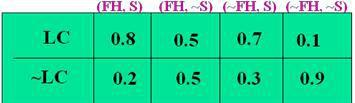 (FH, S) (FH, ~S) (~FH, S) (~FH, ~S)
LC 0.8 0.5 0.7 0.1
~LC 0.2 0.5 0.3 0.9